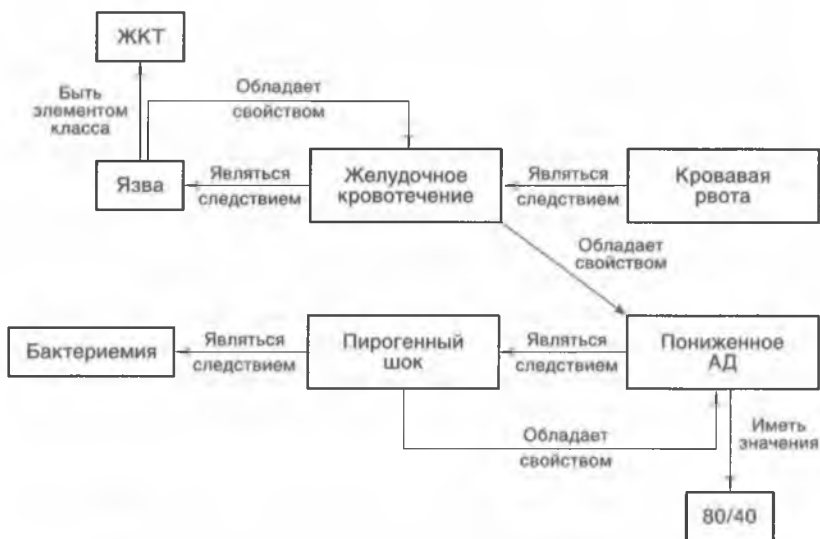 ЖКТ
Быть
элементом
класса
Обладает
свойством
Язва
Являться
следствием
Желудочное
кровотечение
Являться
следствием
Кровавая
рвота
Обладает
свойством
Бактериемия
Являться
следствием
Пирогенный
шок
Являться
следствием
Пониженное
АД
Обладает
свойством
Иметь
значения
80/40